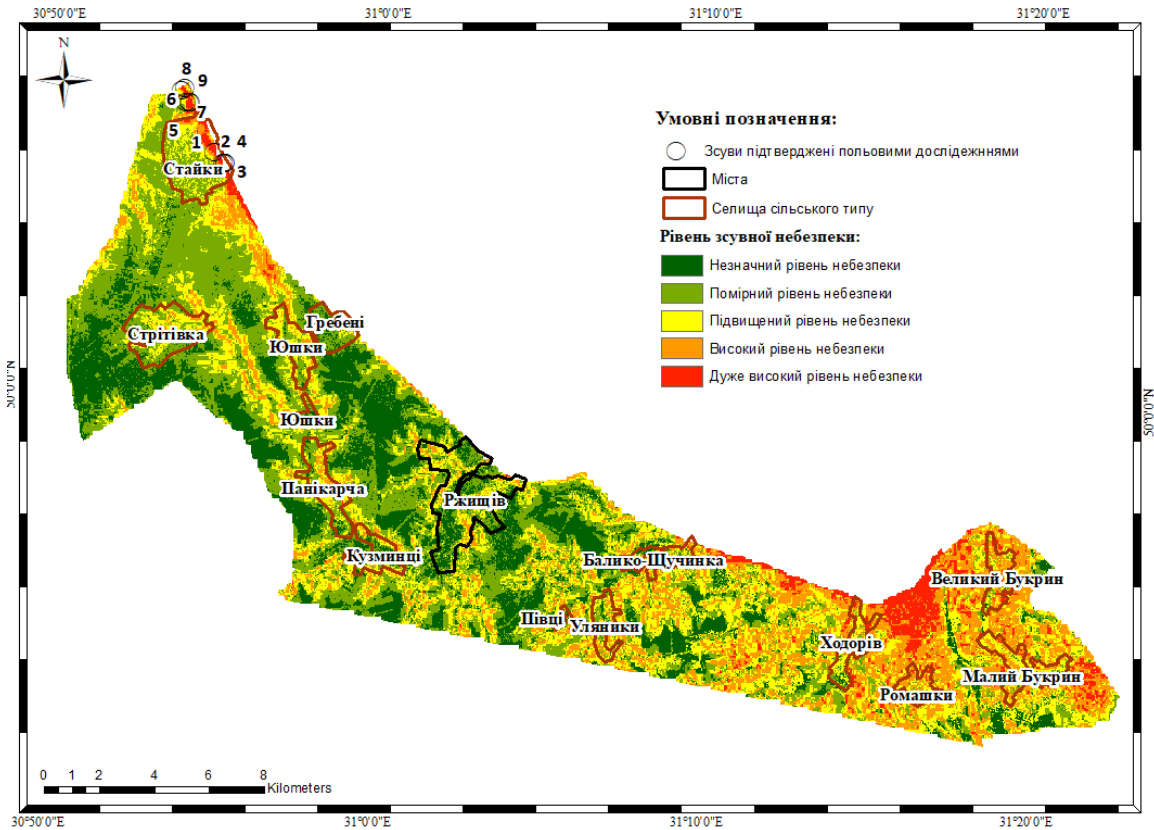 30°50'0"E 31°0'0"E 31°10'0"E 31°20'0"E
N
8
9
6
7
5
1
2
4
3
Стайки
Умовні позначення:
Зсуви підтверджені польовими дослідежннями
Міста
Селища сільського типу
Рівень зсувної небезпеки:
Незначний рівень небезпеки
Помірний рівень небезпеки
Підвищений рівень небезпеки
Високий рівень небезпеки
Дуже високий рівень небезпеки
Стрітівка
Гребені
Юшки
50°0'0"N
50°0'0"N
Юшки
Панікарча
Ржищів
Кузминці
Балико-Щучинка
Великий Букрин
Півці
Уляники
Ходорів
Малий Букрин
Ромашки
0 1 2 4 6 8
Kilometers
30°50'0"E 31°0'0"E 31°10'0"E 31°20'0"E